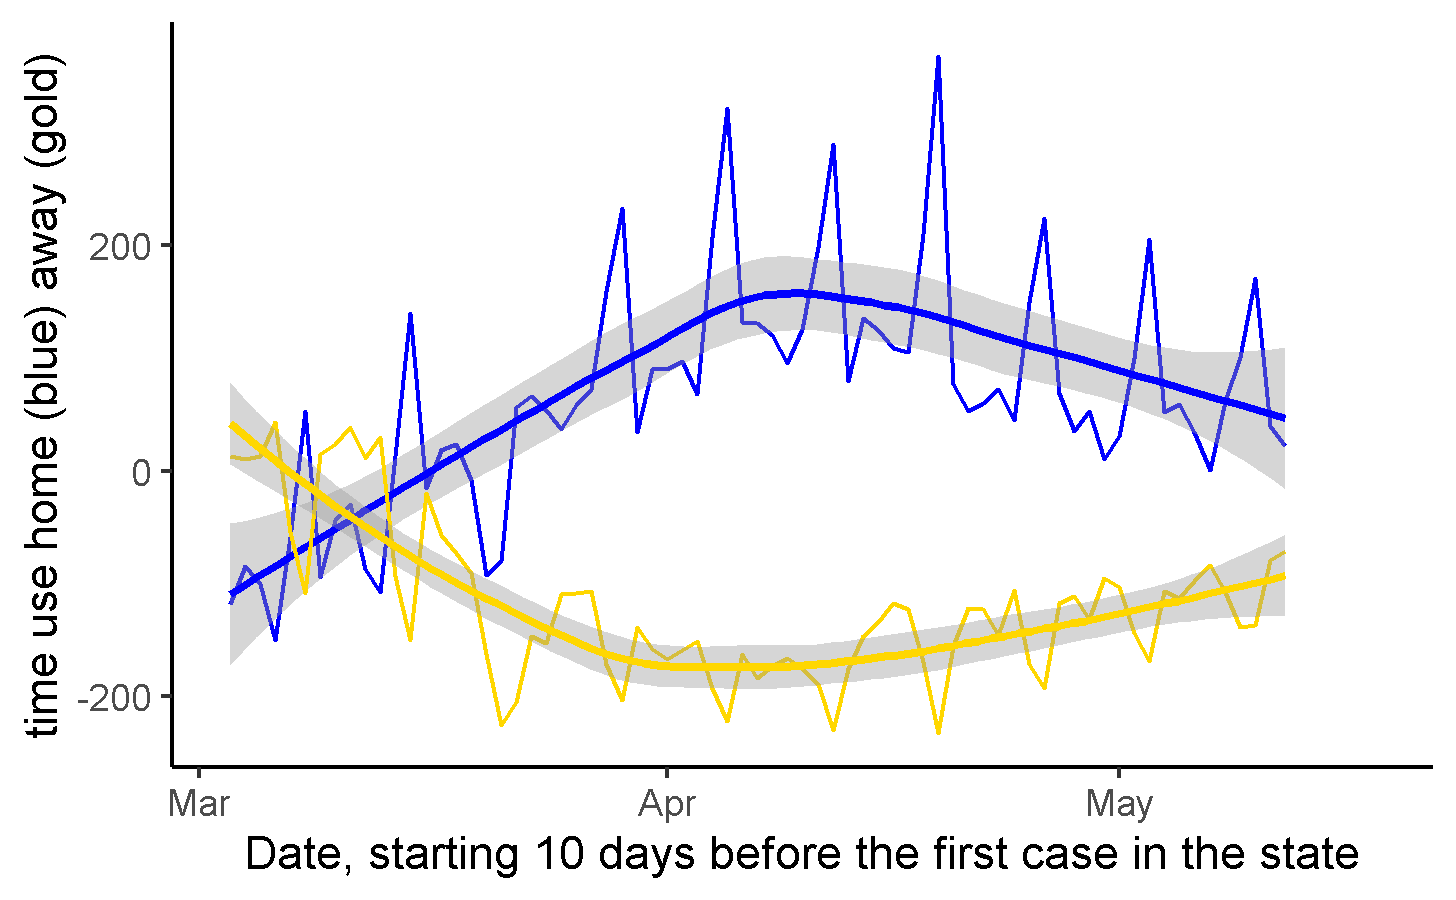 time use home (blue) away (gold)
200
0
-200
Mar
Apr
May
Date, starting 10 days before the first case in the state